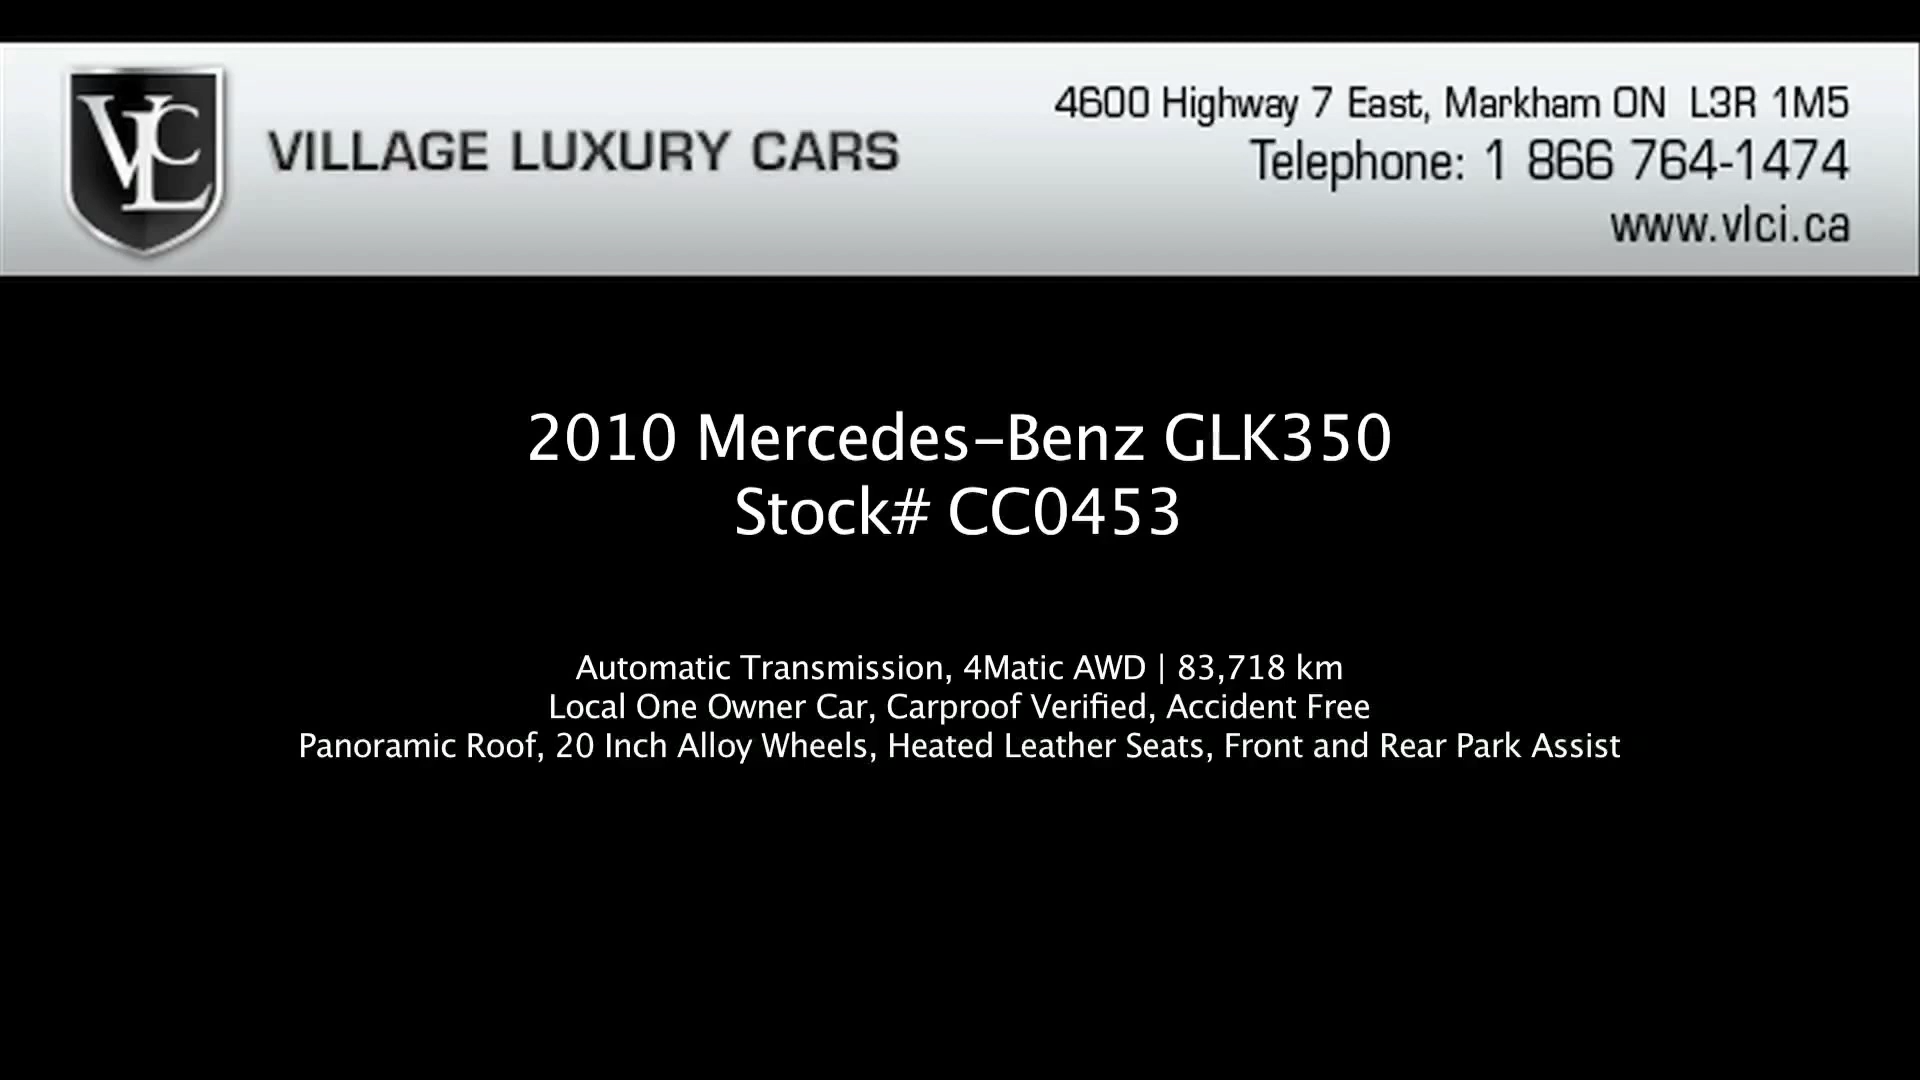 VLC
VILLAGE LUXURY CARS
4600 Highway 7 East, Markham ON L3R 1M5
Telephone: 1 866 764-1474
www.vlci.ca
2010 Mercedes-Benz GLK350
Stock# CC0453
Automatic Transmission, 4Matic AWD | 83,718 km
Local One Owner Car, Carproof Verified, Accident Free
Panoramic Roof, 20 Inch Alloy Wheels, Heated Leather Seats, Front and Rear Park Assist